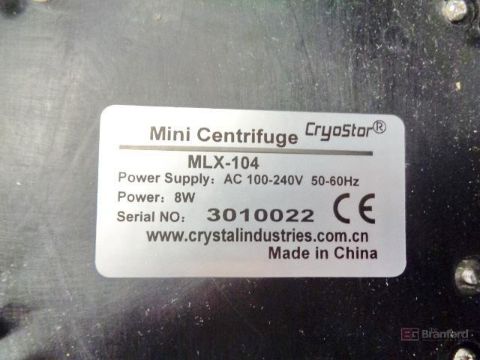 Mini Centrifuge CryoStor®
MLX-104
Power Supply: AC 100-240V 50-60Hz
Power: 8W
Serial NO: 3010022 CE
www.crystalindustries.com.cn
Made in China
BG Branford